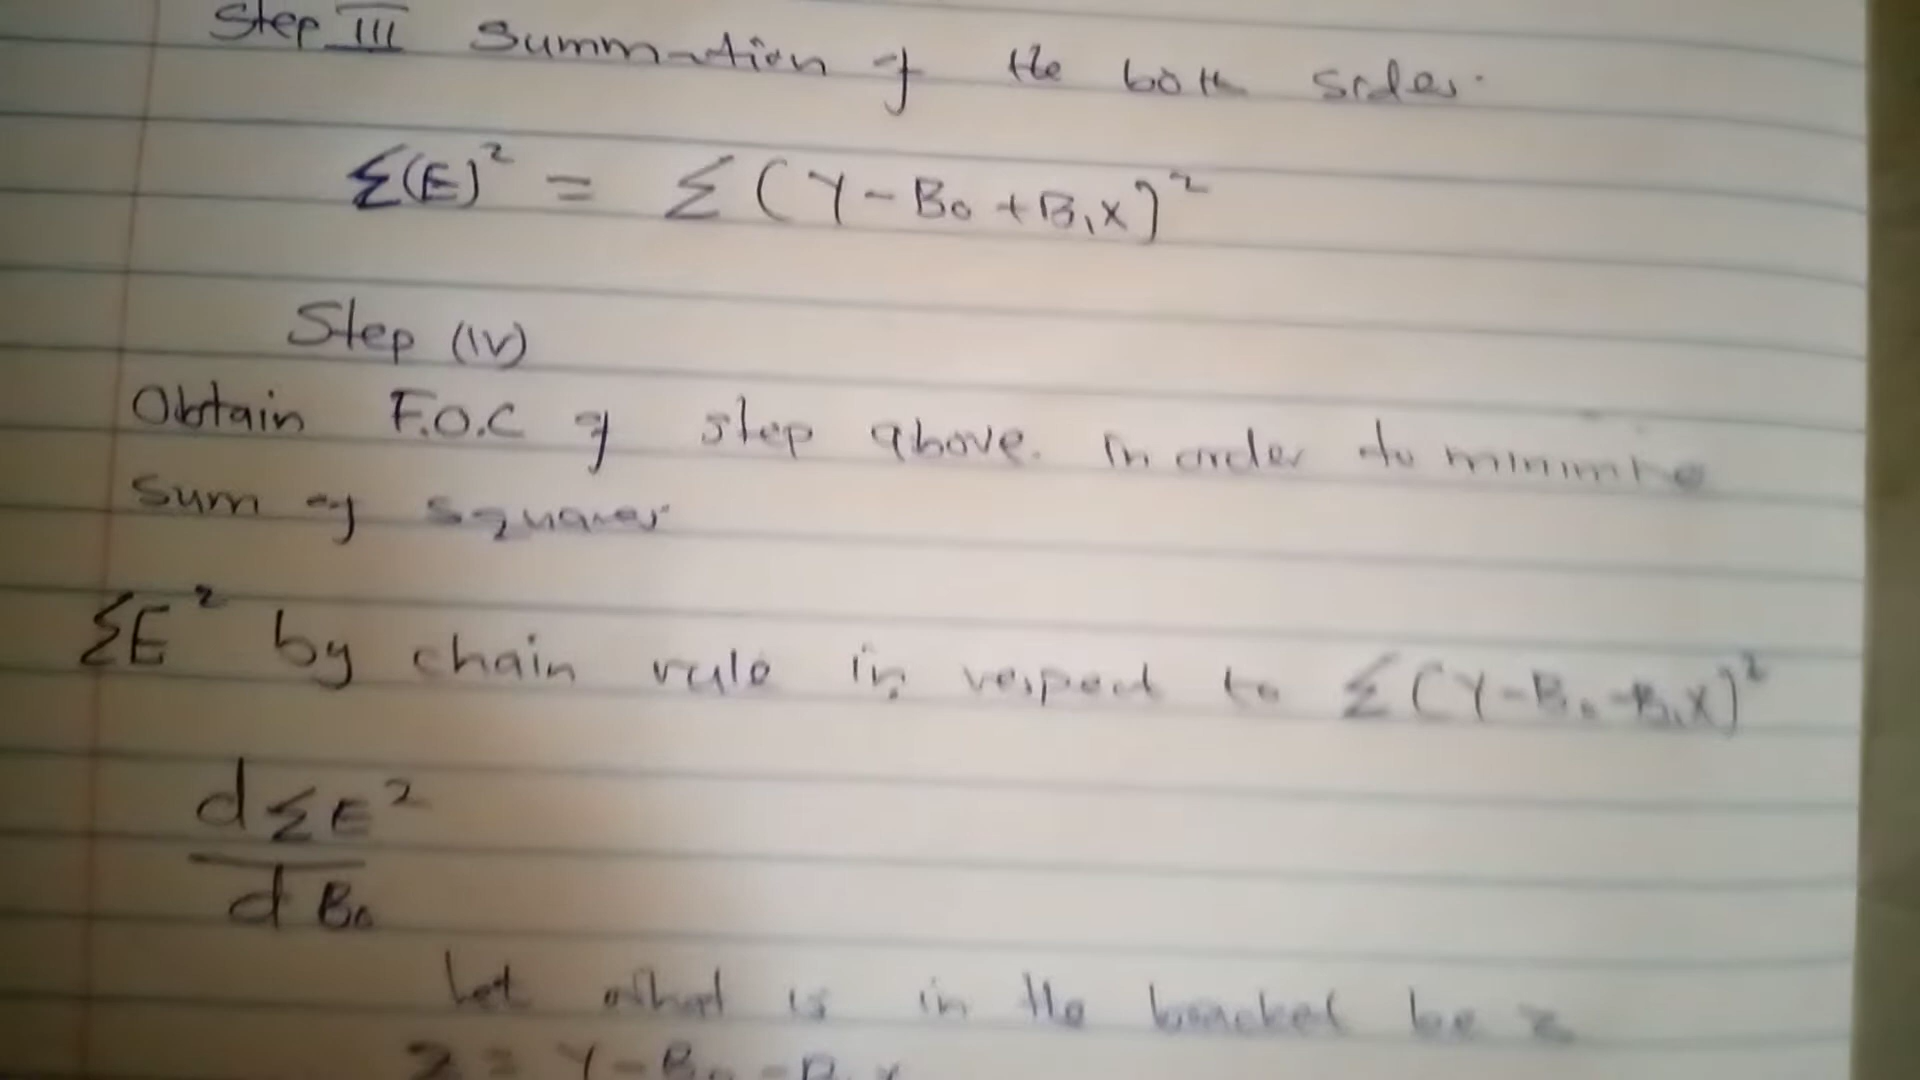 Step III Summation of the both sides.
Σ(E)² = Σ(Y-B₀+B₁X)²
Step (IV)
Obtain F.O.C of step above. In order to minimize
sum of squares
ΣE² by chain rule in respect to Σ(Y-B₀-B₁X)²
dΣE²
dB₀
Let what is in the bracket be z
z = Y-B₀-B₁X